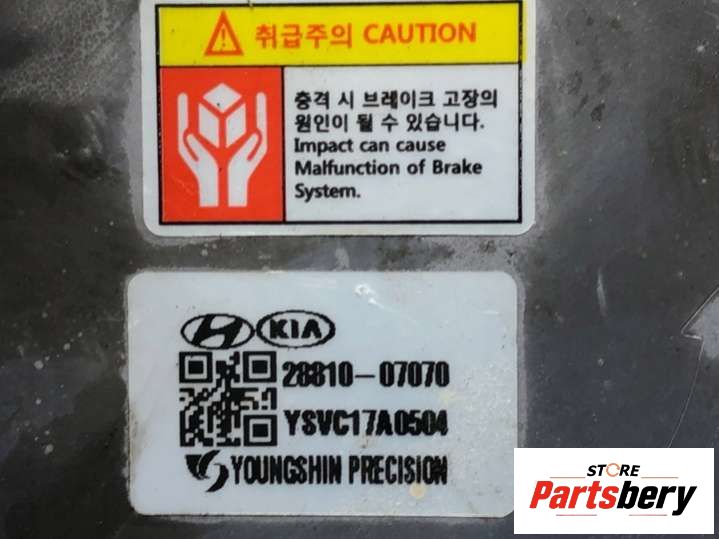 취급주의 CAUTION
충격 시 브레이크 고장의
원인이 될 수 있습니다.
Impact can cause
Malfunction of Brake
System.
KIA
28810-07070
YSVC17A0504
YOUNGSHIN PRECISION
STORE
Partsbery